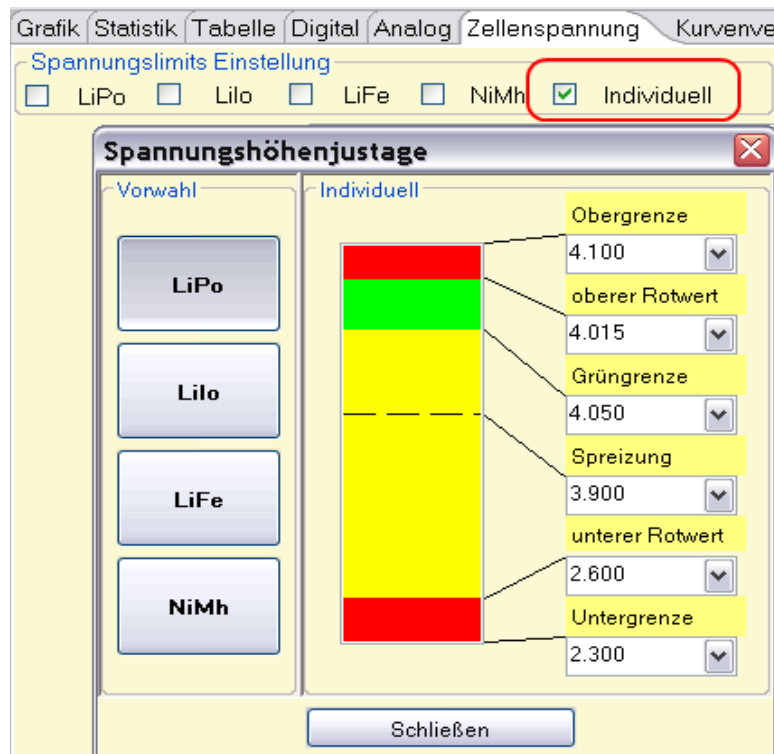 Grafik Statistik Tabelle Digital Analog Zellenspannung Kurvenve
Spannungslimits Einstellung
LiPo LiIo LiFe NiMh Individuell
Spannungshöhenjustage
Vorwahl
LiPo
LiIo
LiFe
NiMh
Individuell
Obergrenze
4.100
oberer Rotwert
4.015
Grüngrenze
4.050
Spreizung
3.900
unterer Rotwert
2.600
Untergrenze
2.300
Schließen